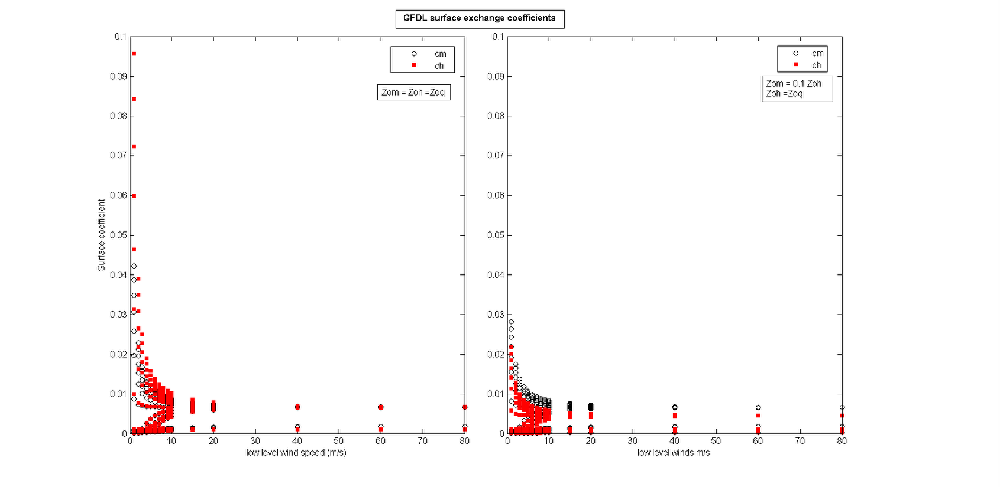 GFDL surface exchange coefficients
0.1
0.09
0.08
0.07
0.06
0.05
0.04
0.03
0.02
0.01
0
Surface coefficient
0 10 20 30 40 50 60 70 80
low level wind speed (m/s)
cm
ch
Zom = Zoh =Zoq
0.1
0.09
0.08
0.07
0.06
0.05
0.04
0.03
0.02
0.01
0
0 10 20 30 40 50 60 70 80
low level winds m/s
cm
ch
Zom = 0.1 Zoh
Zoh =Zoq